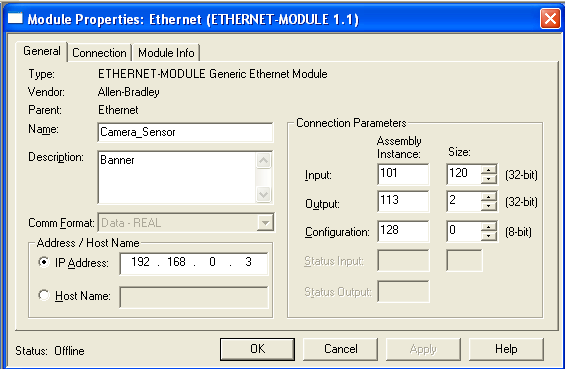 Module Properties: Ethernet (ETHERNET-MODULE 1.1)
General Connection Module Info
Type: ETHERNET-MODULE Generic Ethernet Module
Vendor: Allen-Bradley
Parent: Ethernet
Name: Camera_Sensor
Description: Banner
Comm Format: Data - REAL
Address / Host Name
IP Address: 192 . 168 . 0 . 3
Host Name:
Connection Parameters
Assembly Instance: Size:
Input: 101 120 (32-bit)
Output: 113 2 (32-bit)
Configuration: 128 0 (8-bit)
Status Input:
Status Output:
Status: Offline
OK Cancel Apply Help